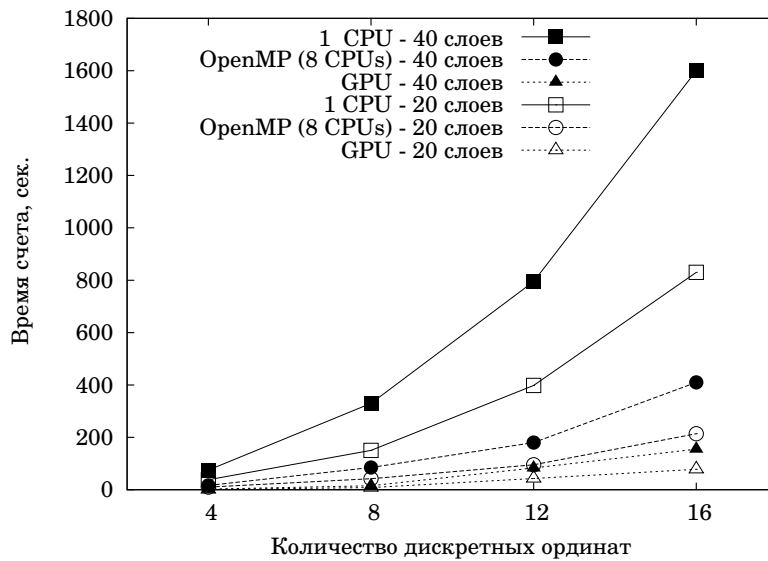 1800
1600
1400
1200
1000
800
600
400
200
0
Время счета, сек.
1 CPU - 40 слоев
OpenMP (8 CPUs) - 40 слоев
GPU - 40 слоев
1 CPU - 20 слоев
OpenMP (8 CPUs) - 20 слоев
GPU - 20 слоев
4 8 12 16
Количество дискретных ординат